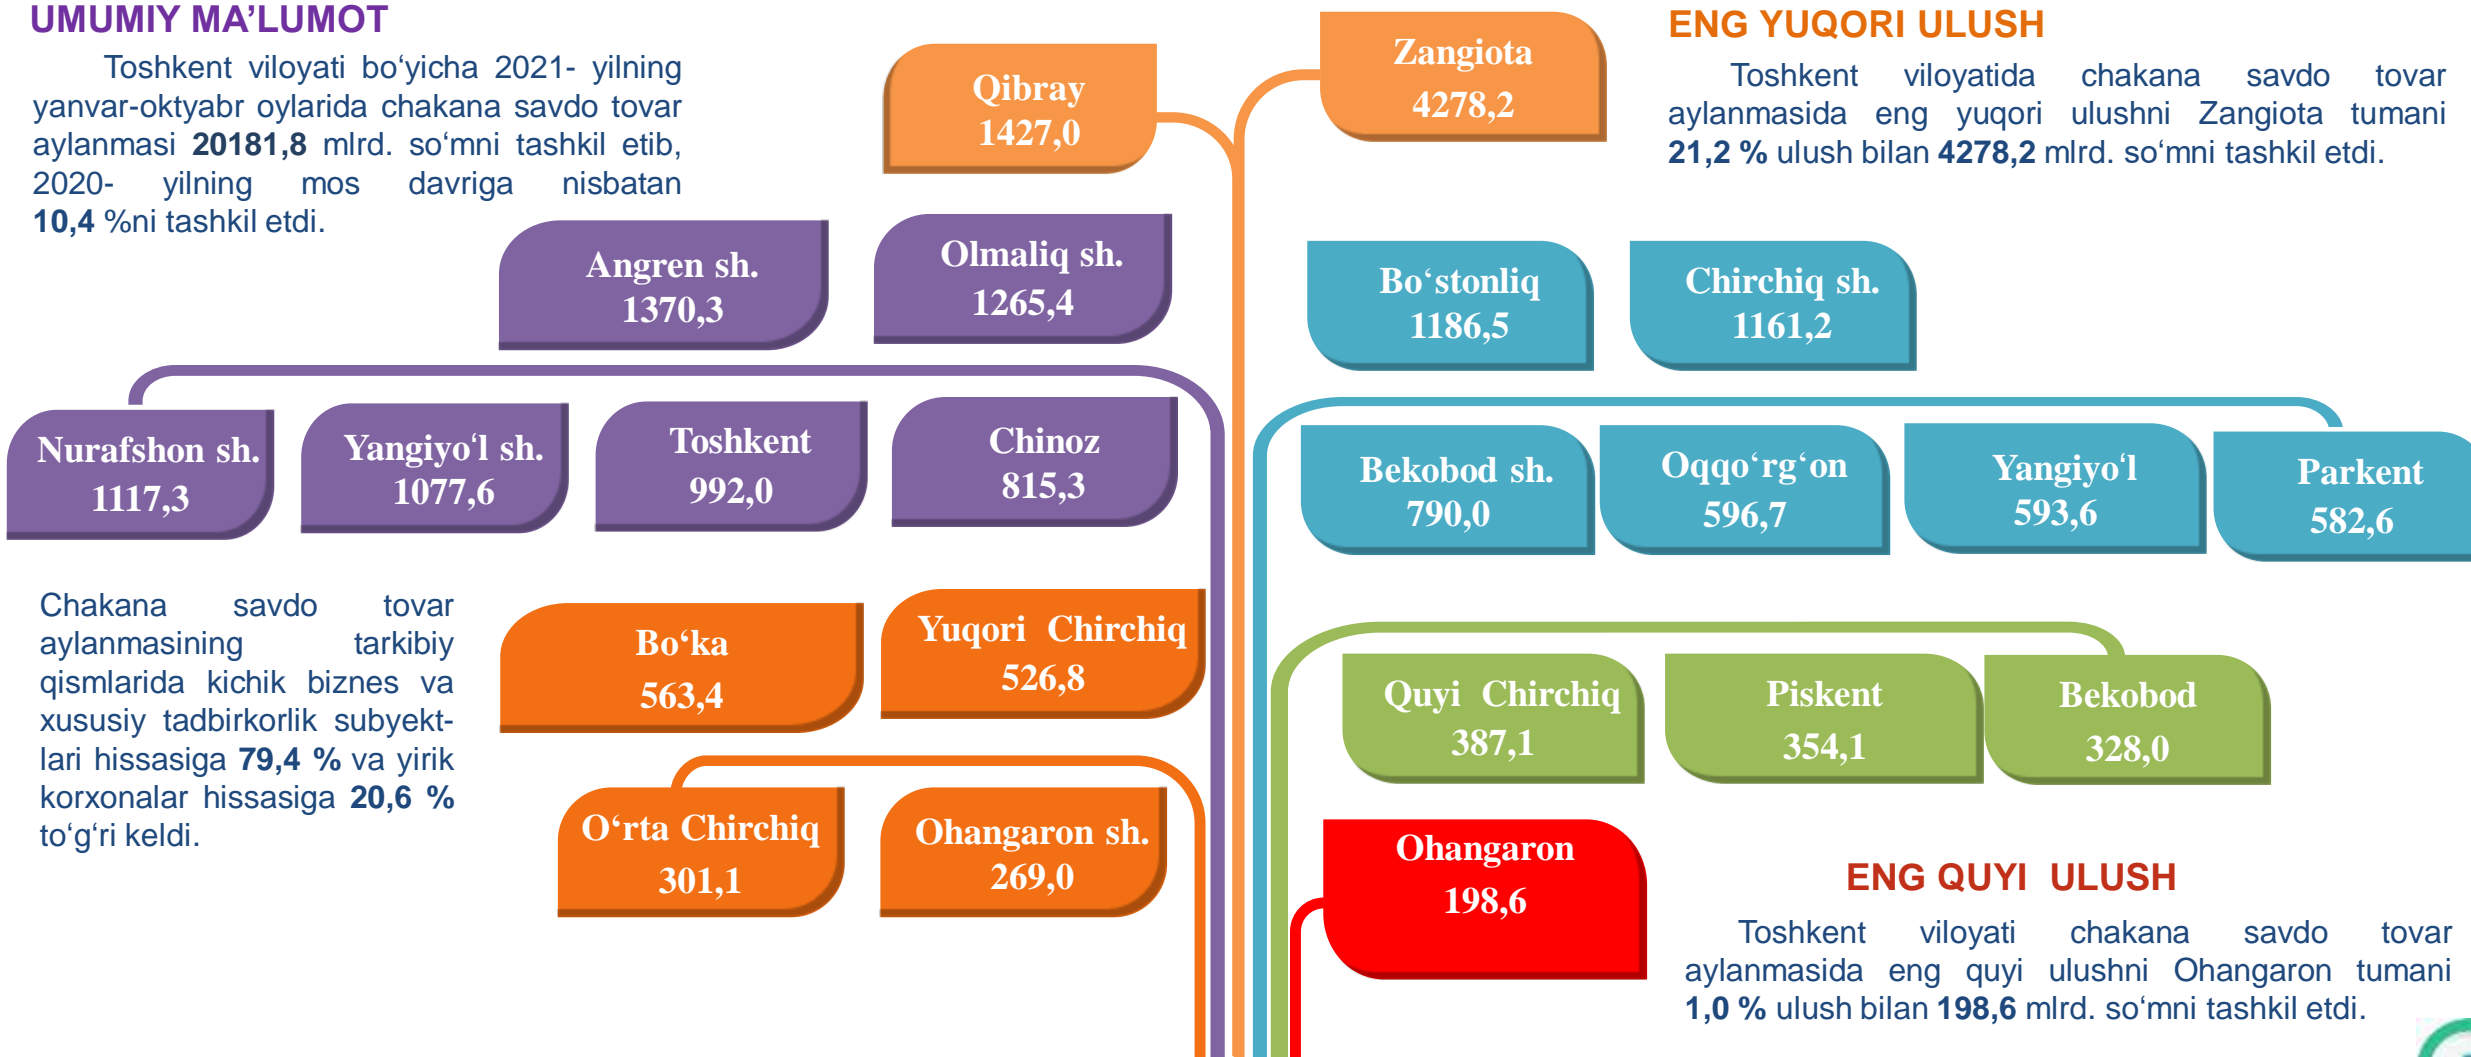 UMUMIY MA’LUMOT
Toshkent viloyati bo‘yicha 2021- yilning
yanvar-oktyabr oylarida chakana savdo tovar
aylanmasi 20181,8 mlrd. so‘mni tashkil etib,
2020- yilning mos davriga nisbatan
10,4 %ni tashkil etdi.
Qibray
1427,0
Zangiota
4278,2
ENG YUQORI ULUSH
Toshkent viloyatida chakana savdo tovar
aylanmasida eng yuqori ulushni Zangiota tumani
21,2 % ulush bilan 4278,2 mlrd. so‘mni tashkil etdi.
Angren sh.
1370,3
Olmaliq sh.
1265,4
Bo‘stonliq
1186,5
Chirchiq sh.
1161,2
Nurafshon sh.
1117,3
Yangiyo‘l sh.
1077,6
Toshkent
992,0
Chinoz
815,3
Bekobod sh.
790,0
Oqqo‘rg‘on
596,7
Yangiyo‘l
593,6
Parkent
582,6
Chakana savdo tovar
aylanmasining tarkibiy
qismlarida kichik biznes va
xususiy tadbirkorlik subyekt-
lari hissasiga 79,4 % va yirik
korxonalar hissasiga 20,6 %
to‘g‘ri keldi.
Bo‘ka
563,4
Yuqori Chirchiq
526,8
Quyi Chirchiq
387,1
Piskent
354,1
Bekobod
328,0
O‘rta Chirchiq
301,1
Ohangaron sh.
269,0
Ohangaron
198,6
ENG QUYI ULUSH
Toshkent viloyati chakana savdo tovar
aylanmasida eng quyi ulushni Ohangaron tumani
1,0 % ulush bilan 198,6 mlrd. so‘mni tashkil etdi.